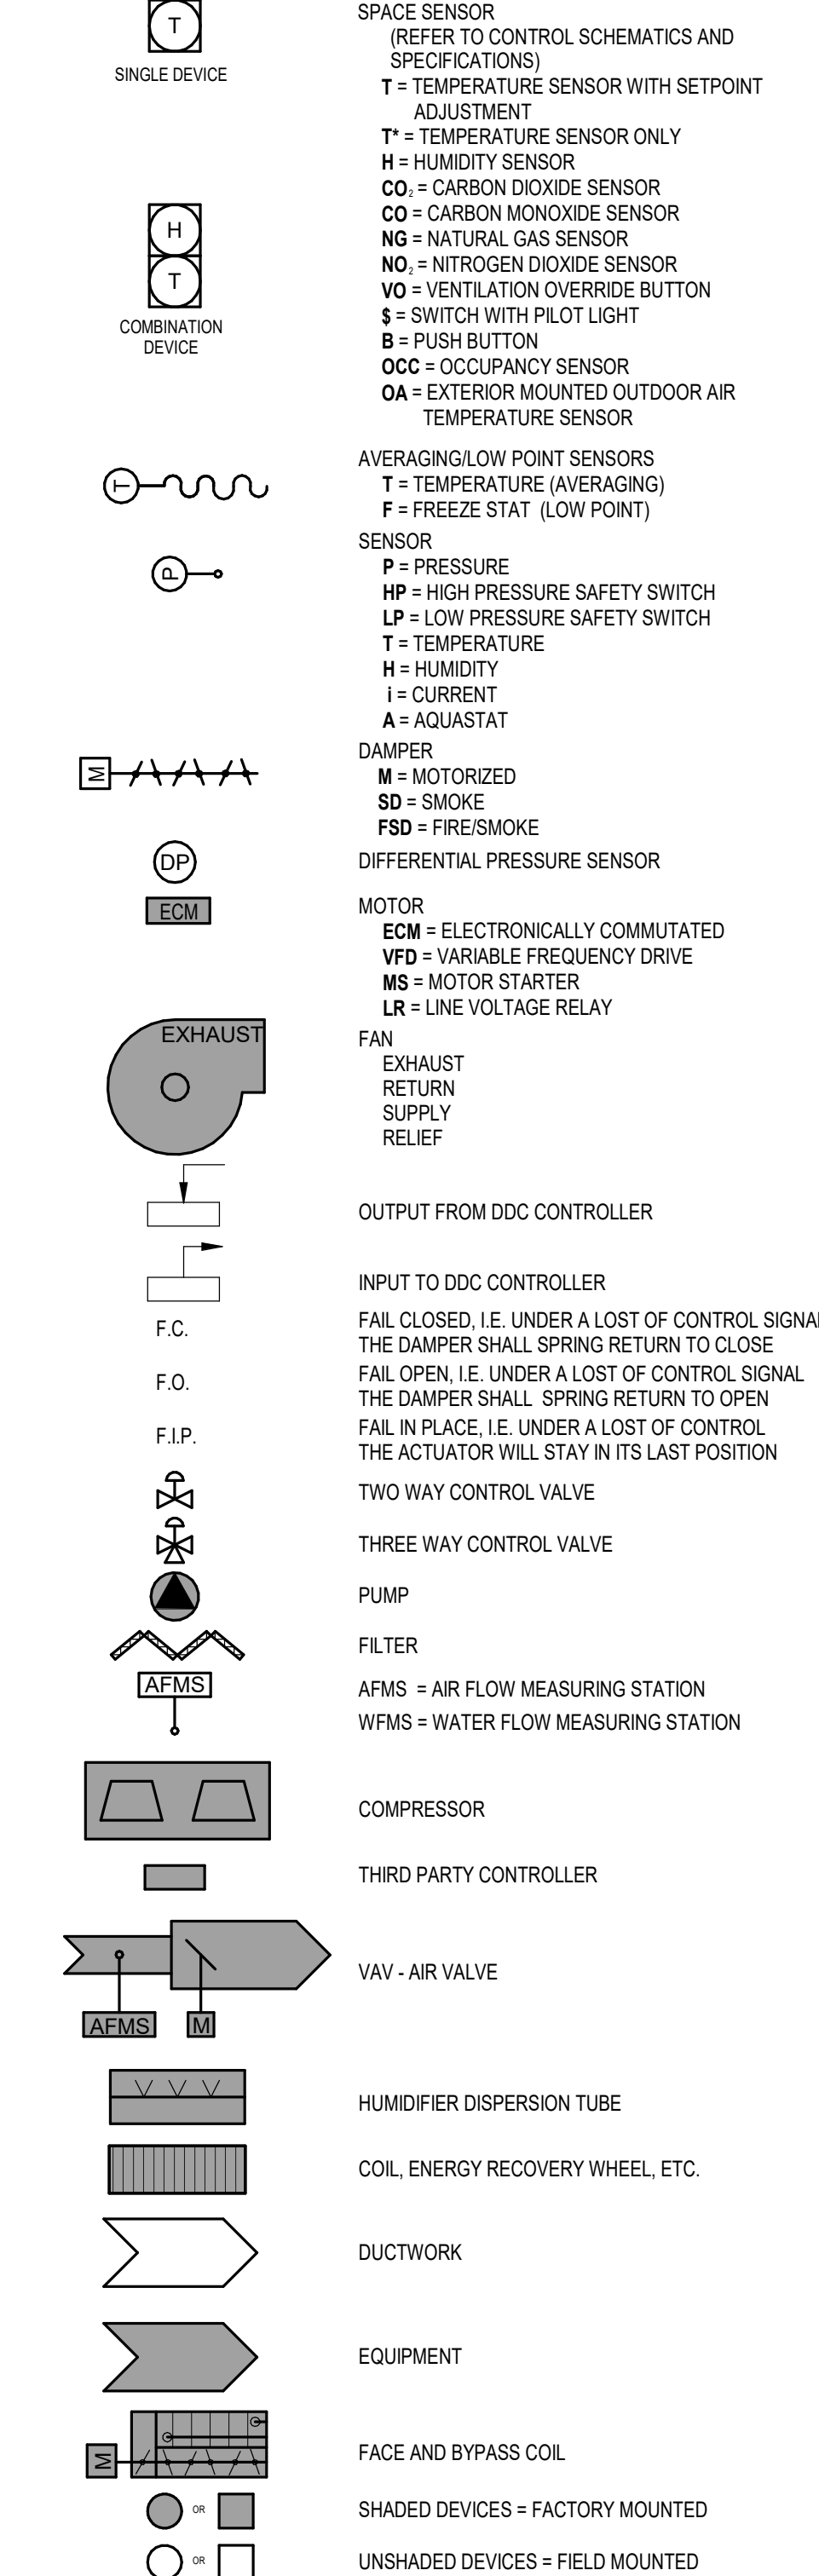 T
SINGLE DEVICE
SPACE SENSOR
(REFER TO CONTROL SCHEMATICS AND
SPECIFICATIONS)
T = TEMPERATURE SENSOR WITH SETPOINT
ADJUSTMENT
T* = TEMPERATURE SENSOR ONLY
H = HUMIDITY SENSOR
CO₂ = CARBON DIOXIDE SENSOR
CO = CARBON MONOXIDE SENSOR
NG = NATURAL GAS SENSOR
NO₂ = NITROGEN DIOXIDE SENSOR
VO = VENTILATION OVERRIDE BUTTON
$ = SWITCH WITH PILOT LIGHT
B = PUSH BUTTON
OCC = OCCUPANCY SENSOR
OA = EXTERIOR MOUNTED OUTDOOR AIR
TEMPERATURE SENSOR
H
T
COMBINATION
DEVICE
T
AVERAGING/LOW POINT SENSORS
T = TEMPERATURE (AVERAGING)
F = FREEZE STAT (LOW POINT)
P
SENSOR
P = PRESSURE
HP = HIGH PRESSURE SAFETY SWITCH
LP = LOW PRESSURE SAFETY SWITCH
T = TEMPERATURE
H = HUMIDITY
i = CURRENT
A = AQUASTAT
M
DAMPER
M = MOTORIZED
SD = SMOKE
FSD = FIRE/SMOKE
DP
DIFFERENTIAL PRESSURE SENSOR
ECM
MOTOR
ECM = ELECTRONICALLY COMMUTATED
VFD = VARIABLE FREQUENCY DRIVE
MS = MOTOR STARTER
LR = LINE VOLTAGE RELAY
EXHAUST
FAN
EXHAUST
RETURN
SUPPLY
RELIEF
OUTPUT FROM DDC CONTROLLER
INPUT TO DDC CONTROLLER
F.C.
FAIL CLOSED, I.E. UNDER A LOST OF CONTROL SIGNAL
THE DAMPER SHALL SPRING RETURN TO CLOSE
F.O.
FAIL OPEN, I.E. UNDER A LOST OF CONTROL SIGNAL
THE DAMPER SHALL SPRING RETURN TO OPEN
F.I.P.
FAIL IN PLACE, I.E. UNDER A LOST OF CONTROL
THE ACTUATOR WILL STAY IN ITS LAST POSITION
TWO WAY CONTROL VALVE
THREE WAY CONTROL VALVE
PUMP
FILTER
AFMS
AFMS = AIR FLOW MEASURING STATION
WFMS = WATER FLOW MEASURING STATION
COMPRESSOR
THIRD PARTY CONTROLLER
VAV - AIR VALVE
AFMS
M
HUMIDIFIER DISPERSION TUBE
COIL, ENERGY RECOVERY WHEEL, ETC.
DUCTWORK
EQUIPMENT
M
FACE AND BYPASS COIL
OR
SHADED DEVICES = FACTORY MOUNTED
OR
UNSHADED DEVICES = FIELD MOUNTED